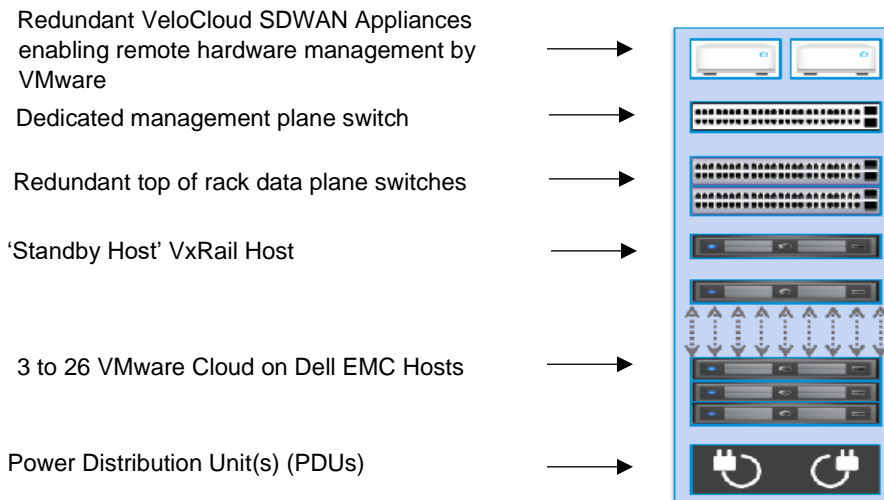 Redundant VeloCloud SDWAN Appliances
enabling remote hardware management by
VMware
Dedicated management plane switch
Redundant top of rack data plane switches
‘Standby Host’ VxRail Host
3 to 26 VMware Cloud on Dell EMC Hosts
Power Distribution Unit(s) (PDUs)